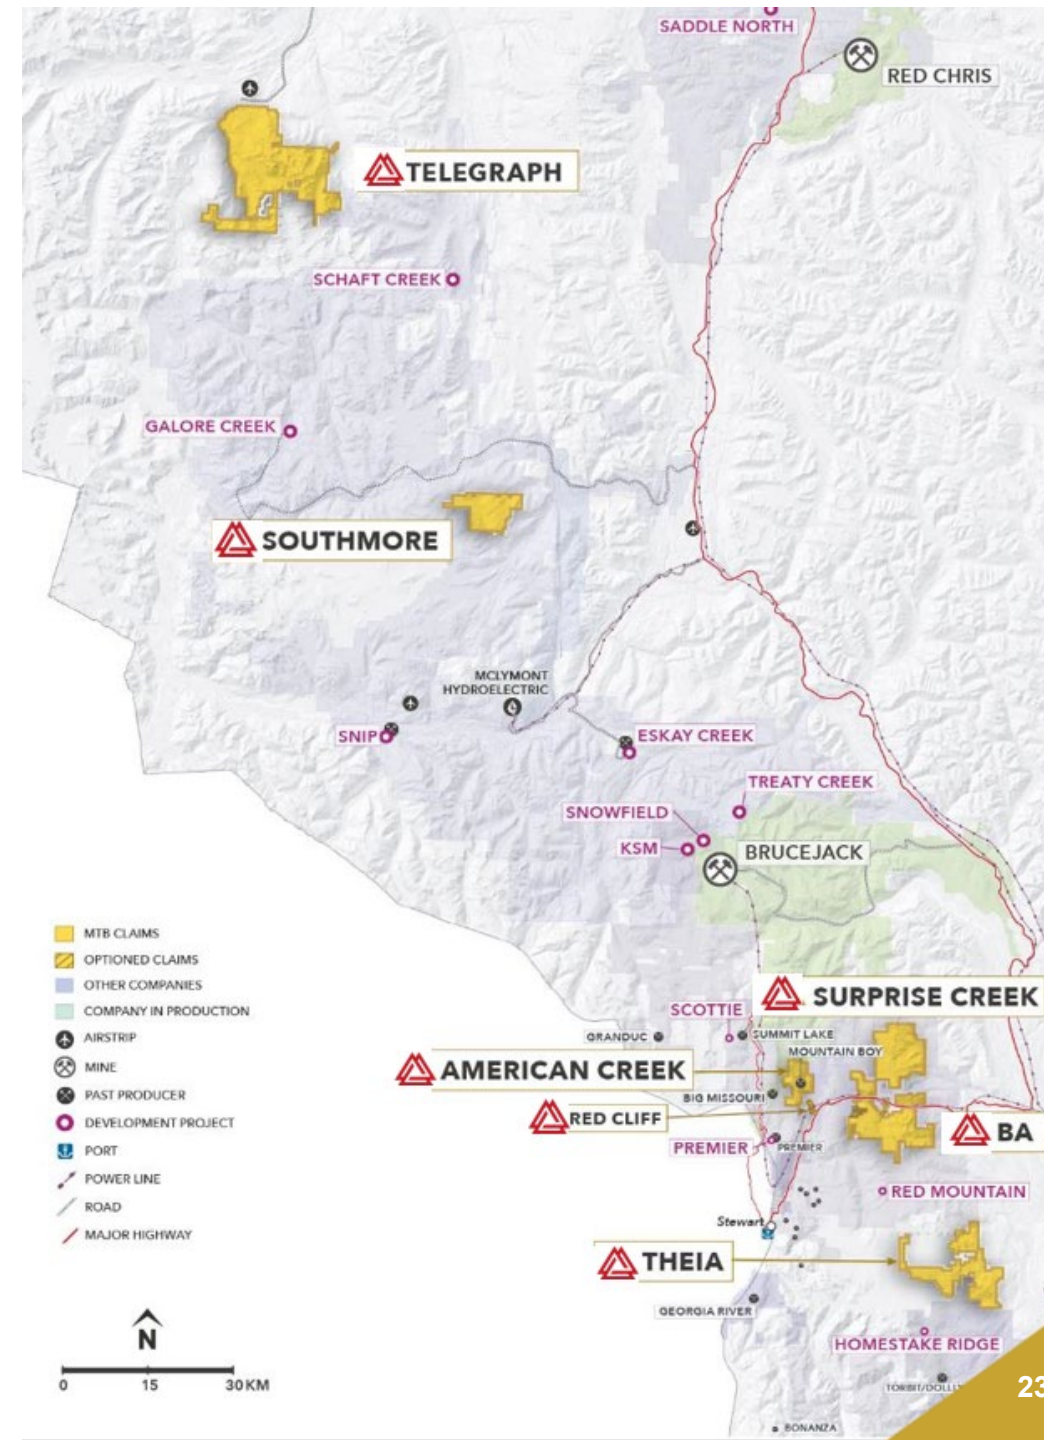 SADDLE NORTH
RED CHRIS
TELEGRAPH
SCHAFT CREEK
GALORE CREEK
SOUTHMORE
MCLYMONT
HYDROELECTRIC
SNIP
ESKAY CREEK
TREATY CREEK
SNOWFIELD
KSM
BRUCEJACK
MTB CLAIMS
OPTIONED CLAIMS
OTHER COMPANIES
COMPANY IN PRODUCTION
AIRSTRIP
MINE
PAST PRODUCER
DEVELOPMENT PROJECT
PORT
POWER LINE
ROAD
MAJOR HIGHWAY
N
0 15 30 KM
SURPRISE CREEK
SCOTTIE
GRANDUC
SUMMIT LAKE
MOUNTAIN BOY
AMERICAN CREEK
BIG MISSOURI
RED CLIFF
BA
PREMIER
PREMIER
RED MOUNTAIN
Stewart
THEIA
GEORGIA RIVER
HOMESTAKE RIDGE
TORBIT/DOLLY
23
BONANZA